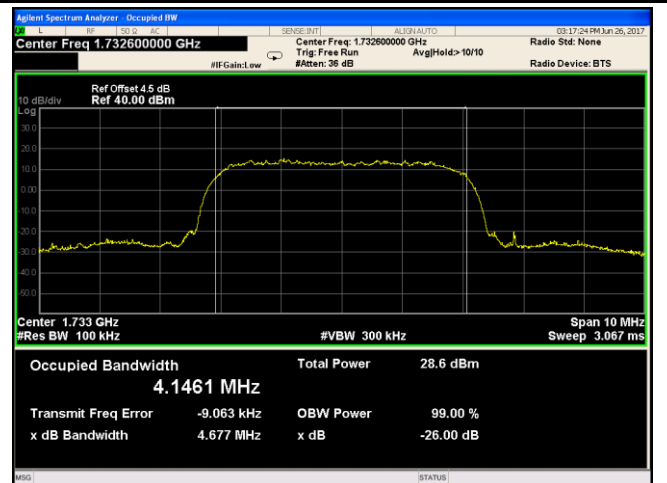 Agilent Spectrum Analyzer - Occupied BW
L RF 50 Ω AC SENSE:INT ALIGNAUTO 03:17:24 PM Jun 26, 2017
Center Freq 1.732600000 GHz Center Freq: 1.732600000 GHz Radio Std: None
Trig: Free Run Avg|Hold:> 10/10
#IFGain:Low #Atten: 36 dB Radio Device: BTS
Ref Offset 4.5 dB
10 dB/div Ref 40.00 dBm
Log
30.0
20.0
10.0
0.00
-10.0
-20.0
-30.0
-40.0
-50.0
Center 1.733 GHz Span 10 MHz
#Res BW 100 kHz #VBW 300 kHz Sweep 3.067 ms
Occupied Bandwidth Total Power 28.6 dBm
4.1461 MHz
Transmit Freq Error -9.063 kHz OBW Power 99.00 %
x dB Bandwidth 4.677 MHz x dB -26.00 dB
MSG STATUS